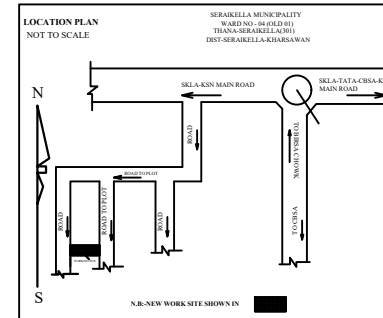 LOCATION PLAN
NOT TO SCALE
SERAIKELLA MUNICIPALITY
WARD NO - 04 (OLD 01)
THANA-SERAIKELLA(301)
DIST-SERAIKELLA-KHARSAWAN
SKLA-KSN MAIN ROAD
SKLA-TATA-CBSA-K
MAIN ROAD
N
ROAD
TO BIRSA CHOWK
ROAD TO PLOT
ROAD
ROAD TO PLOT
ROAD
TO CBSA
S
N.B:-NEW WORK SITE SHOWN IN